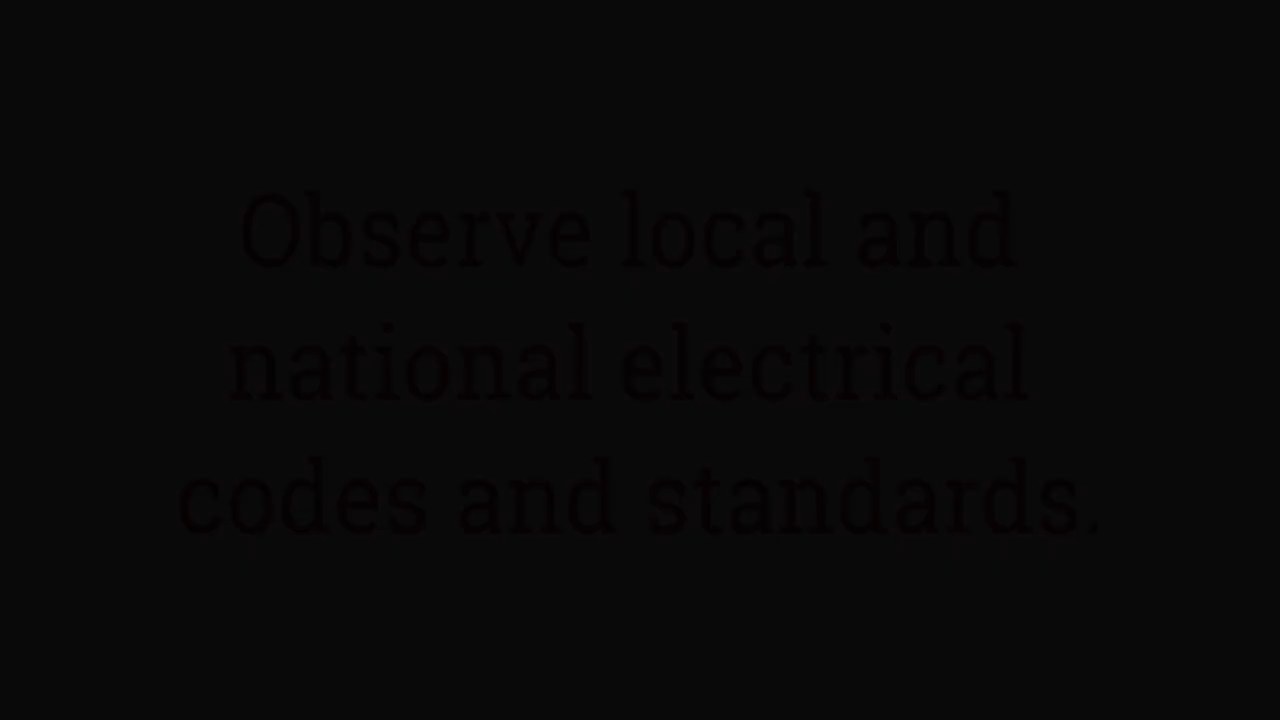 Observe local and
national electrical
codes and standards.